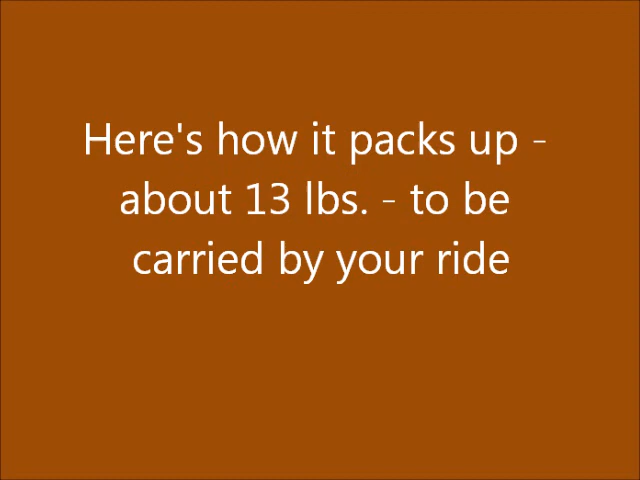 Here's how it packs up -
about 13 lbs. - to be
carried by your ride